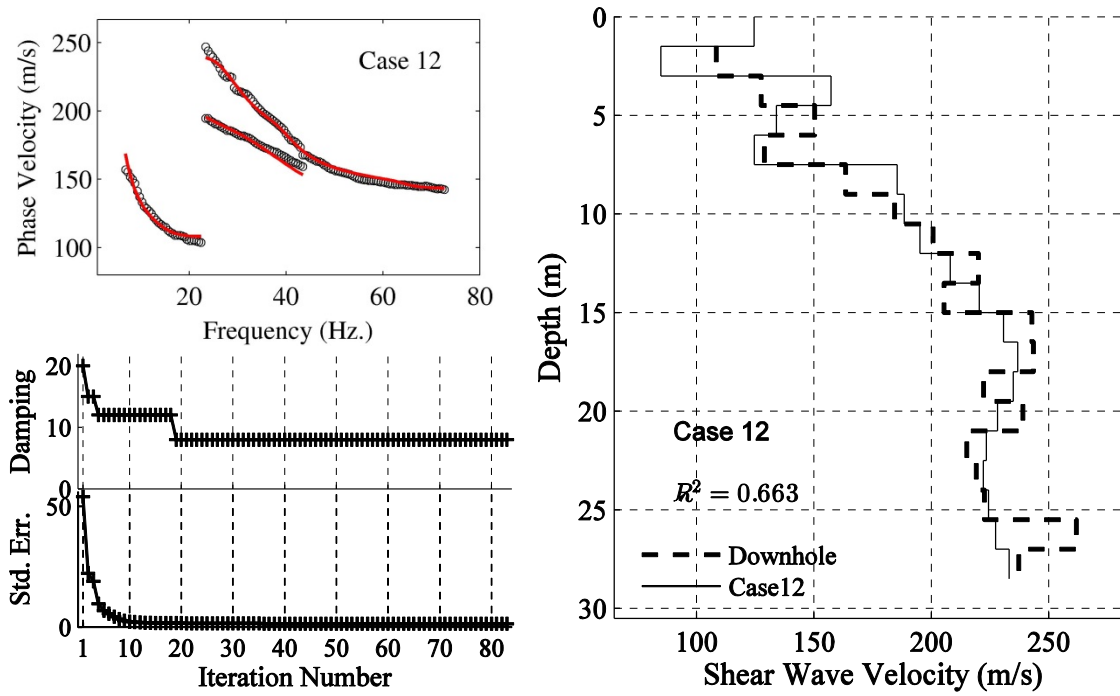 250
200
150
100
Phase Velocity (m/s)
Case 12
20
40
60
80
Frequency (Hz.)
20
10
0
Damping
50
0
Std. Err.
1
10
20
30
40
50
60
70
80
Iteration Number
0
5
10
15
20
25
30
Depth (m)
Case 12
R² = 0.663
Downhole
Case12
100
150
200
250
Shear Wave Velocity (m/s)